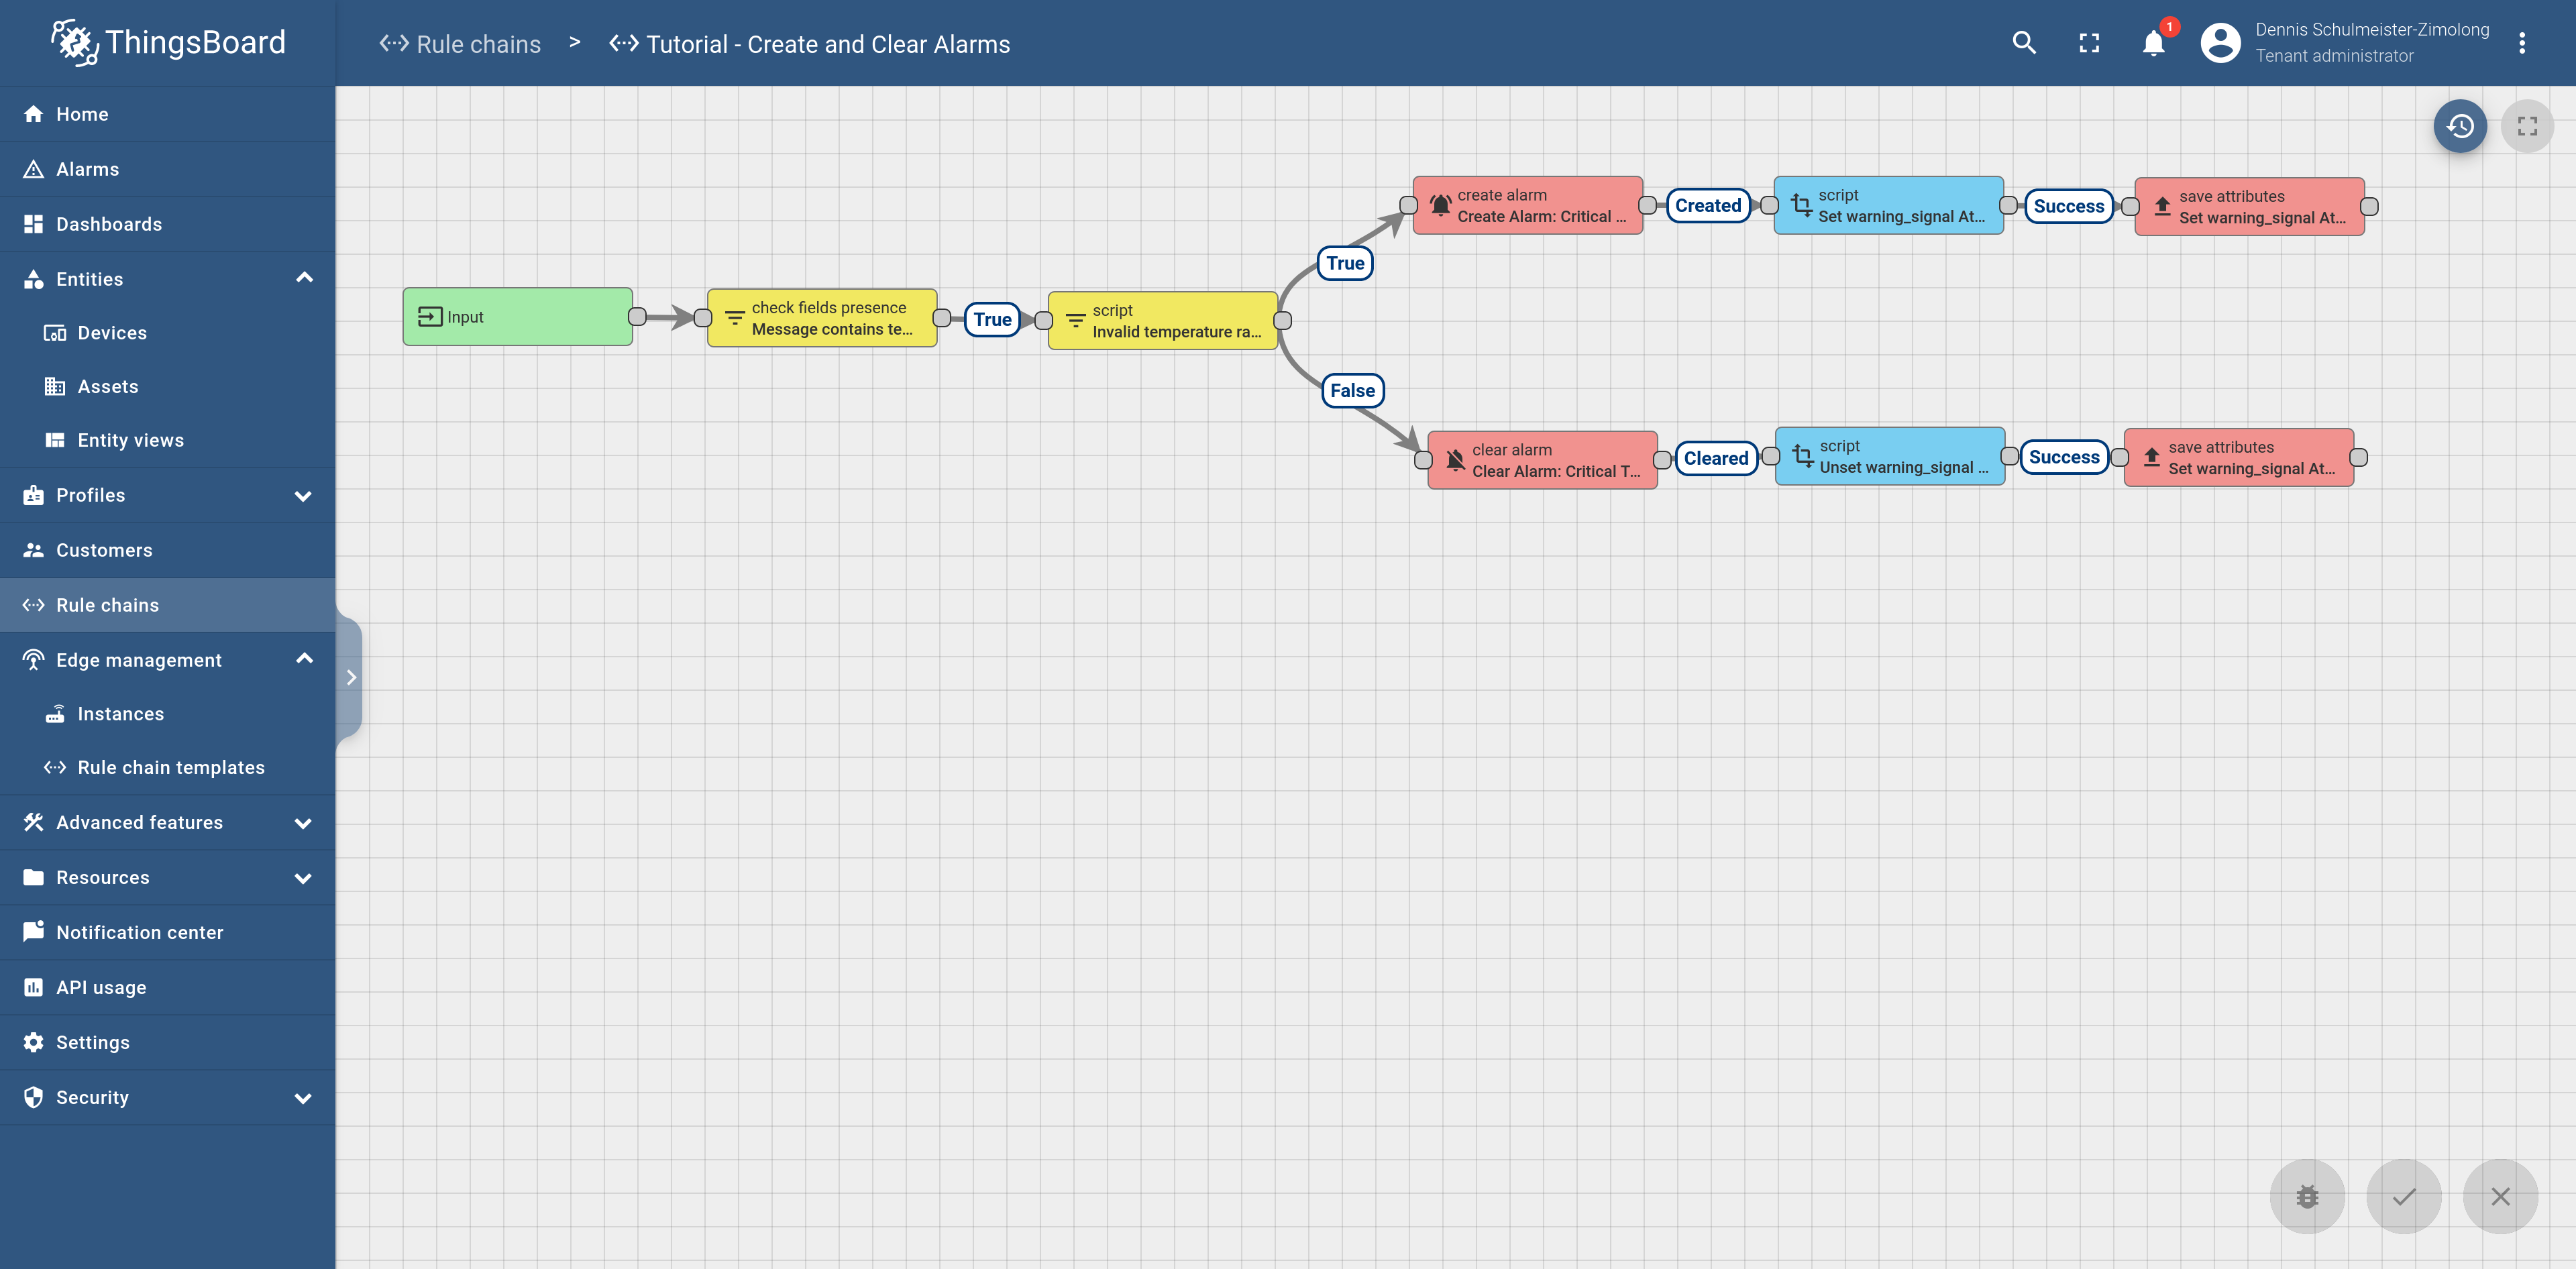 ThingsBoard
Rule chains > Tutorial - Create and Clear Alarms
1
Dennis Schulmeister-Zimolong
Tenant administrator
Home
Alarms
Dashboards
Entities
Devices
Assets
Entity views
Profiles
Customers
Rule chains
Edge management
Instances
Rule chain templates
Advanced features
Resources
Notification center
API usage
Settings
Security
Input
check fields presence
Message contains te...
True
script
Invalid temperature ra...
True
create alarm
Create Alarm: Critical ...
Created
script
Set warning_signal At...
Success
save attributes
Set warning_signal At...
False
clear alarm
Clear Alarm: Critical T...
Cleared
script
Unset warning_signal ...
Success
save attributes
Set warning_signal At...